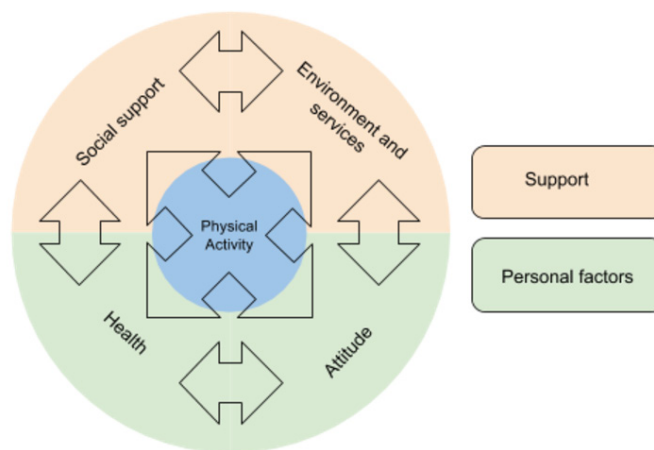 Social support
Environment and
services
Physical
Activity
Health
Attitude
Support
Personal factors